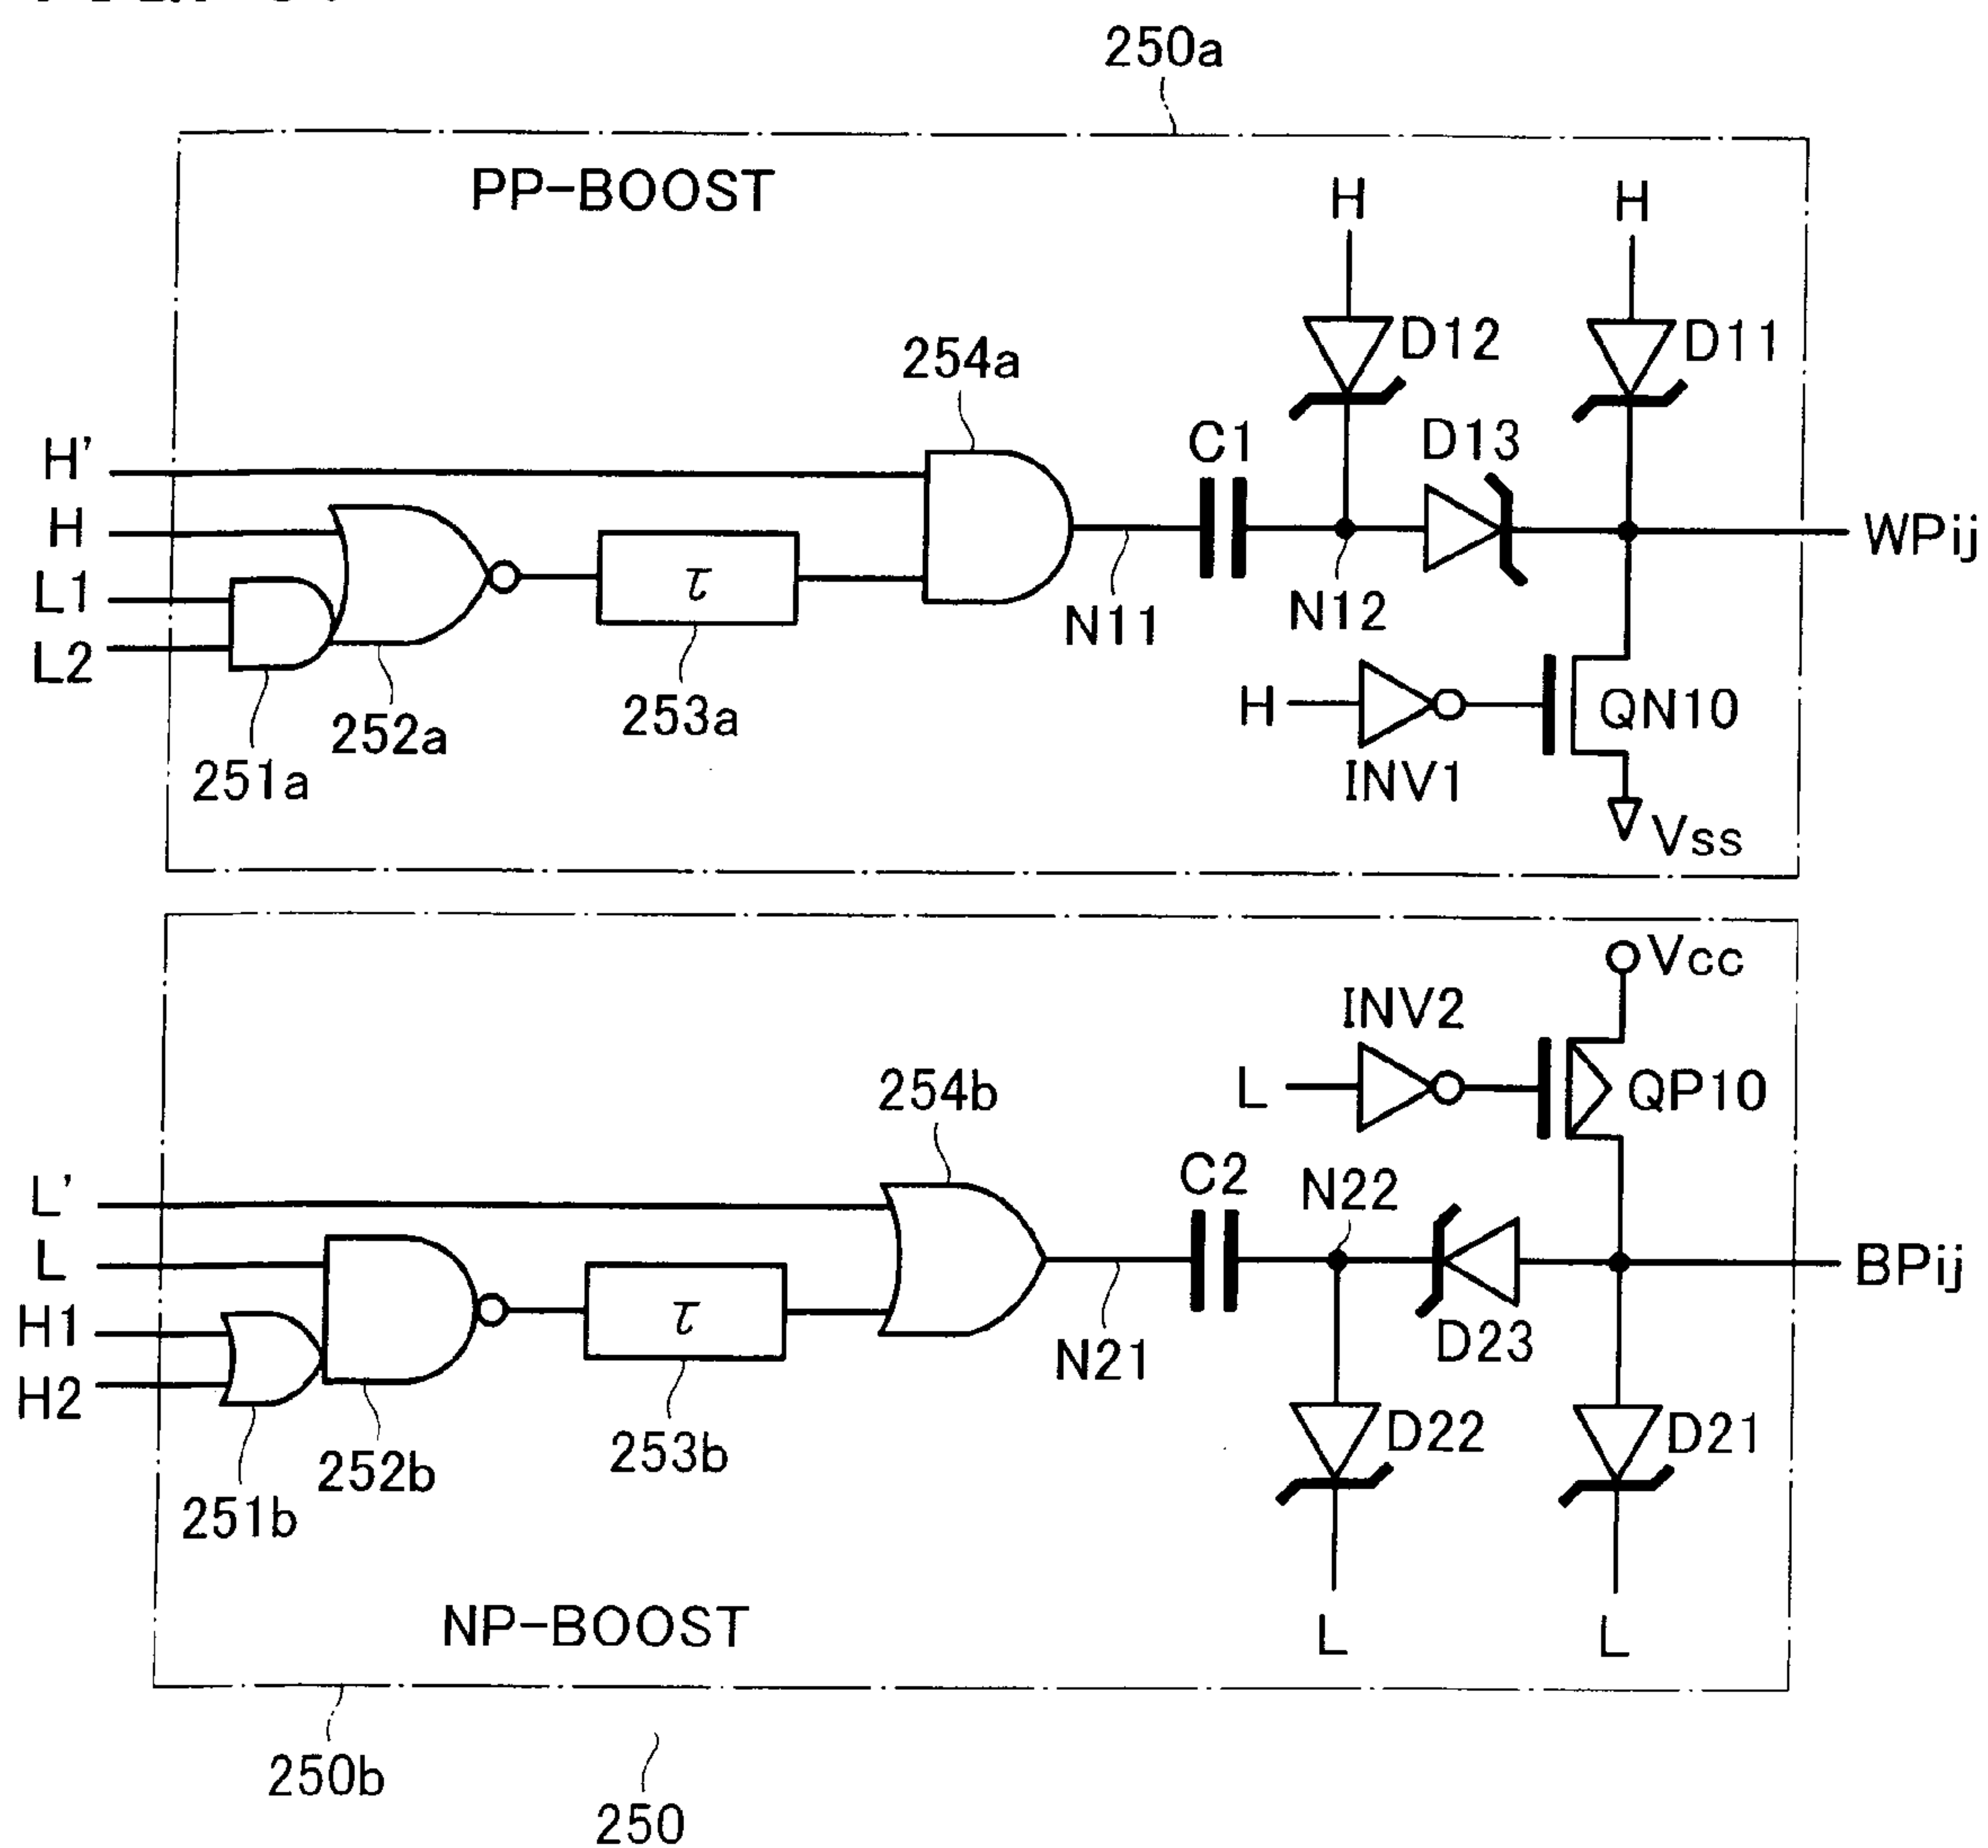 250a
PP-BOOST
H
H
D12
D11
254a
C1
D13
H'
H
L1
L2
τ
N11
N12
WPij
252a
253a
251a
H
INV1
QN10
Vss
Vcc
INV2
L
QP10
254b
C2
N22
L'
L
H1
H2
τ
N21
D23
BPij
D22
D21
252b
253b
251b
L
L
NP-BOOST
250b
250